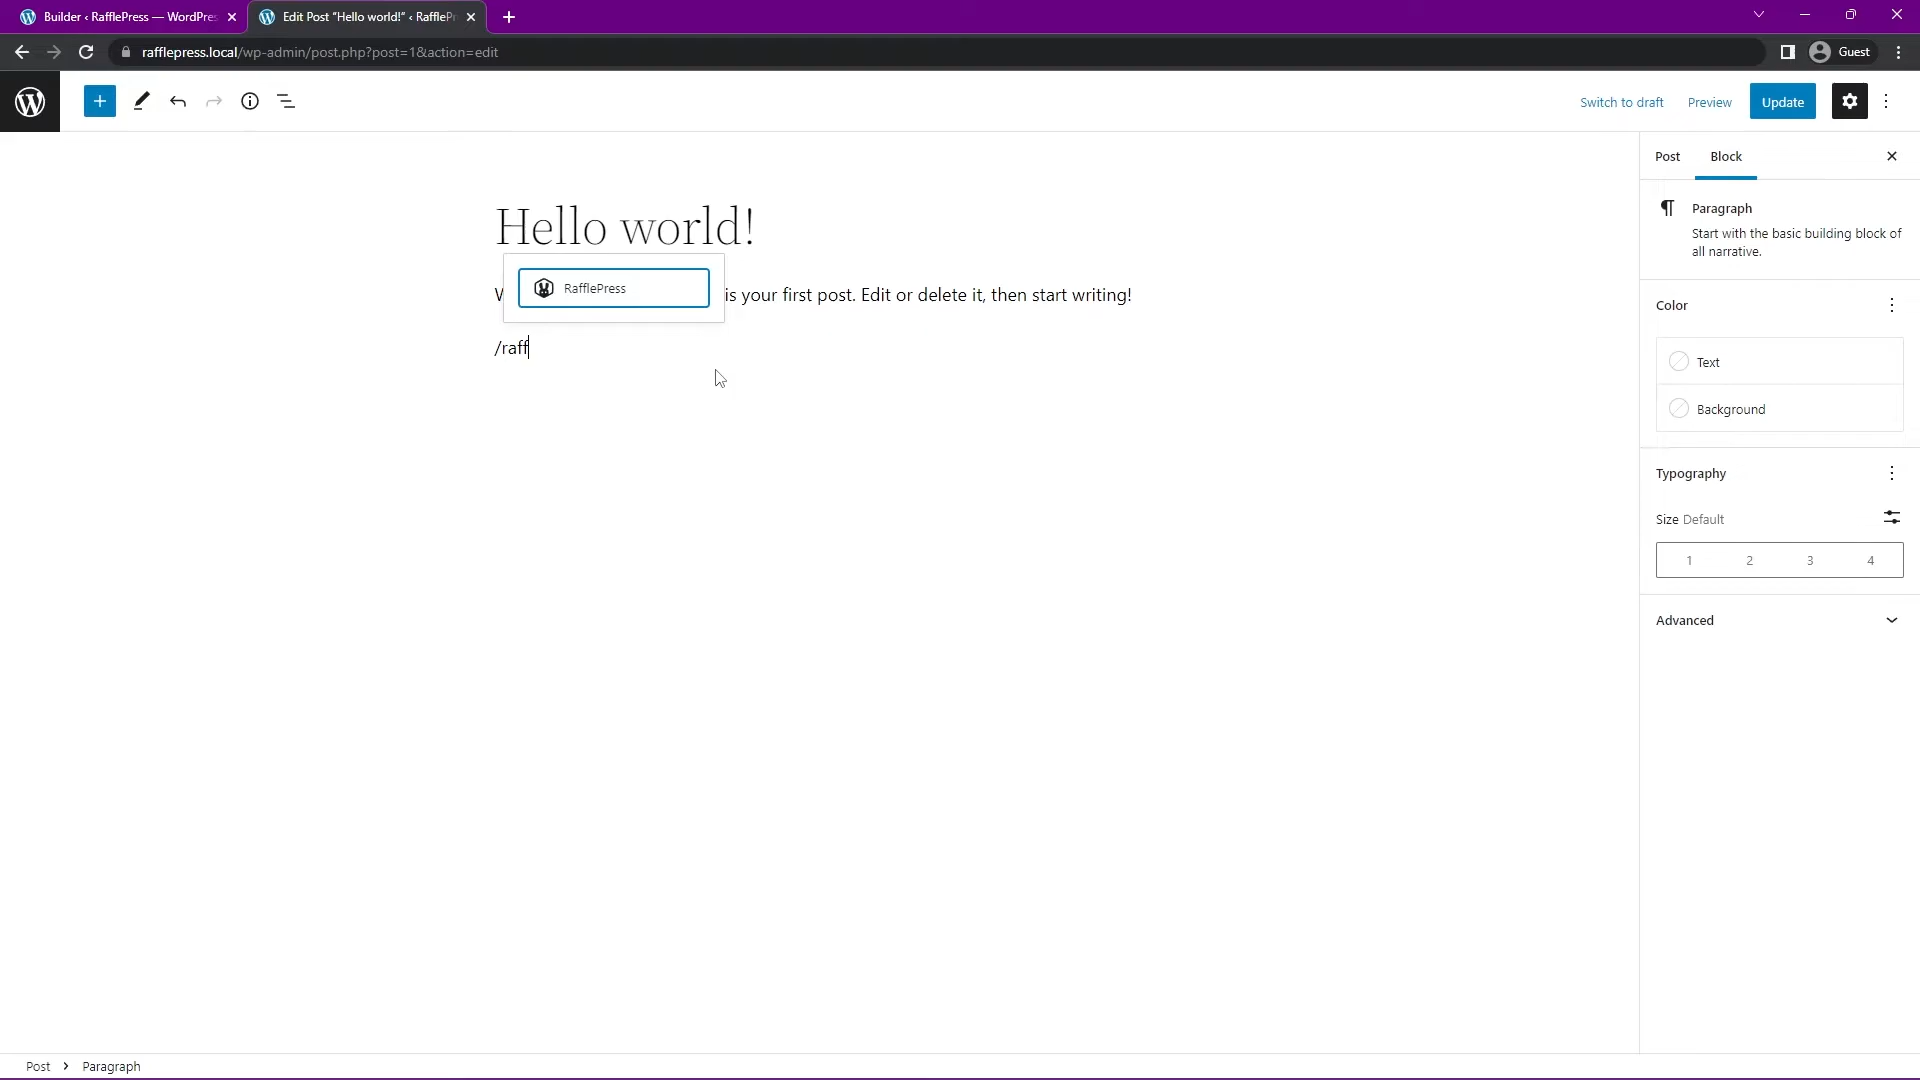 Builder ‹ RafflePress — WordPres
Edit Post “Hello world!” ‹ RafflePr
rafflepress.local/wp-admin/post.php?post=1&action=edit
Guest
Switch to draft
Preview
Update
Post
Block
Paragraph
Start with the basic building block of
all narrative.
Hello world!
RafflePress
is your first post. Edit or delete it, then start writing!
/raff
Color
Text
Background
Typography
Size Default
1 2 3 4
Advanced
Post › Paragraph